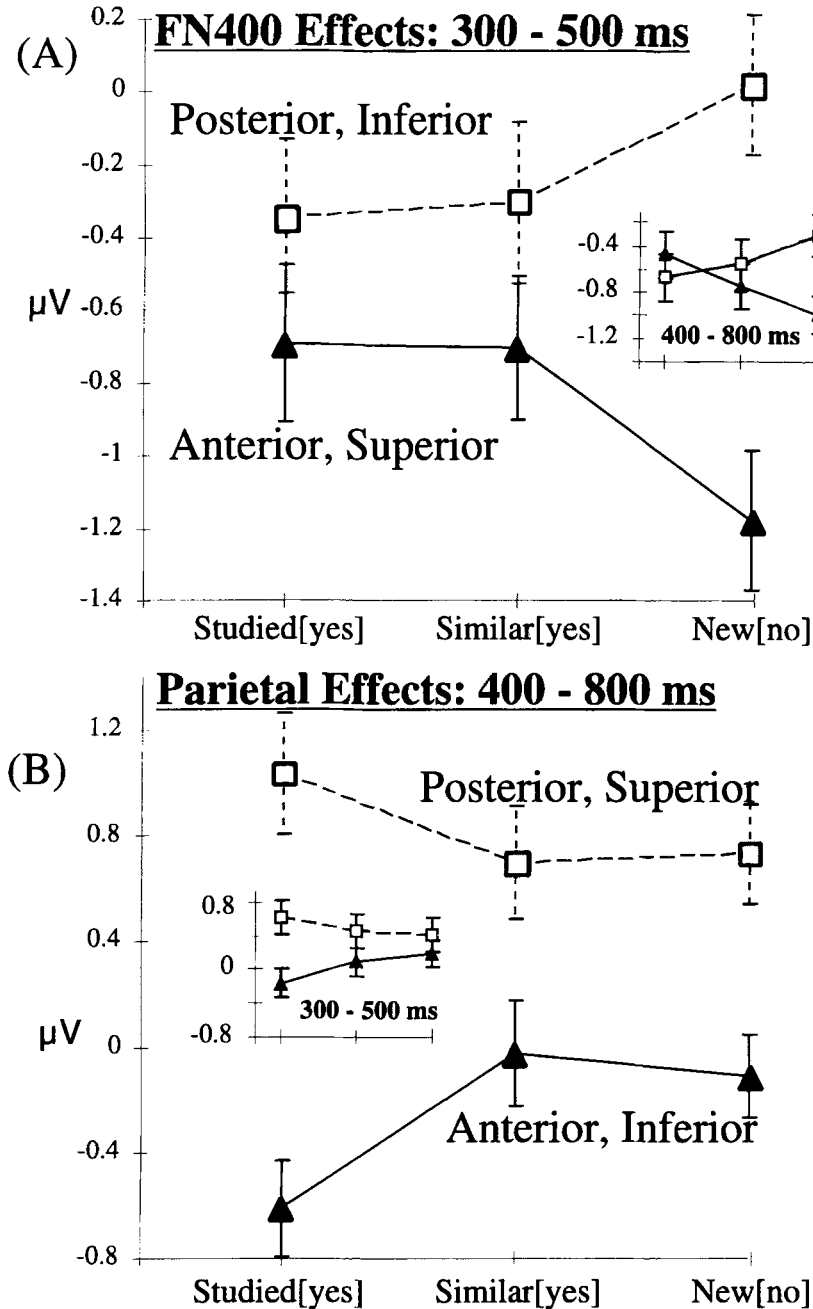 FN400 Effects: 300 - 500 ms
(A)
0.2
0
-0.2
-0.4
-0.6
-0.8
-1
-1.2
-1.4
µV
Posterior, Inferior
Anterior, Superior
-0.4
-0.8
-1.2
400 - 800 ms
Studied[yes] Similar[yes] New[no]
Parietal Effects: 400 - 800 ms
(B)
1.2
0.8
0.4
0
-0.4
-0.8
µV
Posterior, Superior
0.8
0
-0.8
300 - 500 ms
Anterior, Inferior
Studied[yes] Similar[yes] New[no]